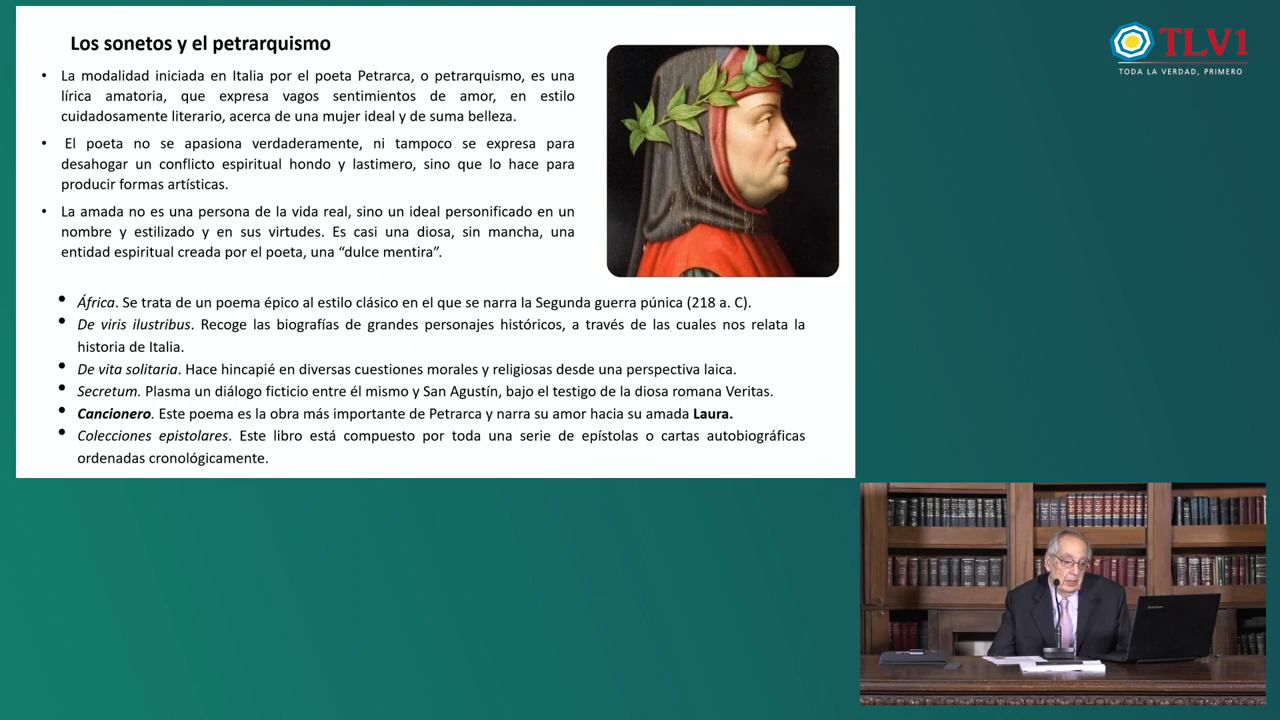 Los sonetos y el petrarquismo
• La modalidad iniciada en Italia por el poeta Petrarca, o petrarquismo, es una
lírica amatoria, que expresa vagos sentimientos de amor, en estilo
cuidadosamente literario, acerca de una mujer ideal y de suma belleza.
• El poeta no se apasiona verdaderamente, ni tampoco se expresa para
desahogar un conflicto espiritual hondo y lastimero, sino que lo hace para
producir formas artísticas.
• La amada no es una persona de la vida real, sino un ideal personificado en un
nombre y estilizado y en sus virtudes. Es casi una diosa, sin mancha, una
entidad espiritual creada por el poeta, una “dulce mentira”.
• África. Se trata de un poema épico al estilo clásico en el que se narra la Segunda guerra púnica (218 a. C).
• De viris ilustribus. Recoge las biografías de grandes personajes históricos, a través de las cuales nos relata la
historia de Italia.
• De vita solitaria. Hace hincapié en diversas cuestiones morales y religiosas desde una perspectiva laica.
• Secretum. Plasma un diálogo ficticio entre él mismo y San Agustín, bajo el testigo de la diosa romana Veritas.
• Cancionero. Este poema es la obra más importante de Petrarca y narra su amor hacia su amada Laura.
• Colecciones epistolares. Este libro está compuesto por toda una serie de epístolas o cartas autobiográficas
ordenadas cronológicamente.
TLV1
TODA LA VERDAD, PRIMERO